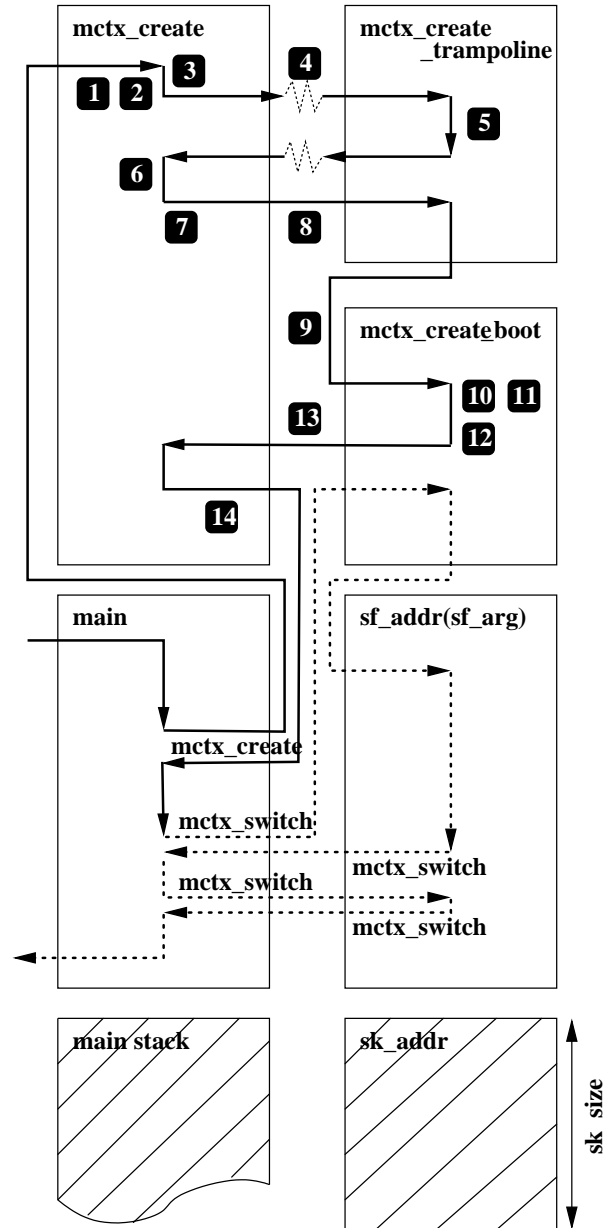 mctx_create
mctx_create
_trampoline
3
4
1 2
5
6
7
8
9
mctx_create_boot
10 11
13
12
14
main
sf_addr(sf_arg)
mctx_create
mctx_switch
mctx_switch
mctx_switch
mctx_switch
main stack
sk_addr
sk_size